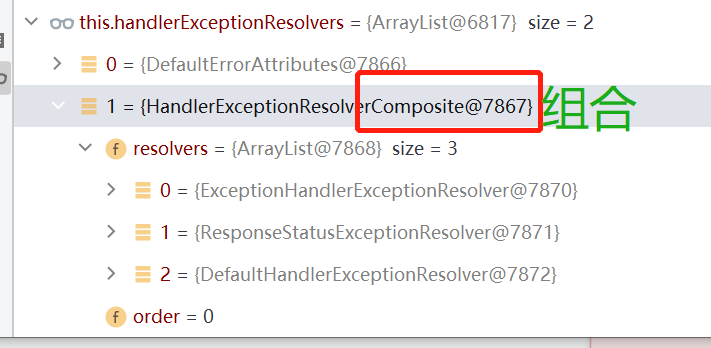 this.handlerExceptionResolvers = {ArrayList@6817} size = 2
0 = {DefaultErrorAttributes@7866}
1 = {HandlerExceptionResolverComposite@7867} 组合
f resolvers = {ArrayList@7868} size = 3
0 = {ExceptionHandlerExceptionResolver@7870}
1 = {ResponseStatusExceptionResolver@7871}
2 = {DefaultHandlerExceptionResolver@7872}
f order = 0